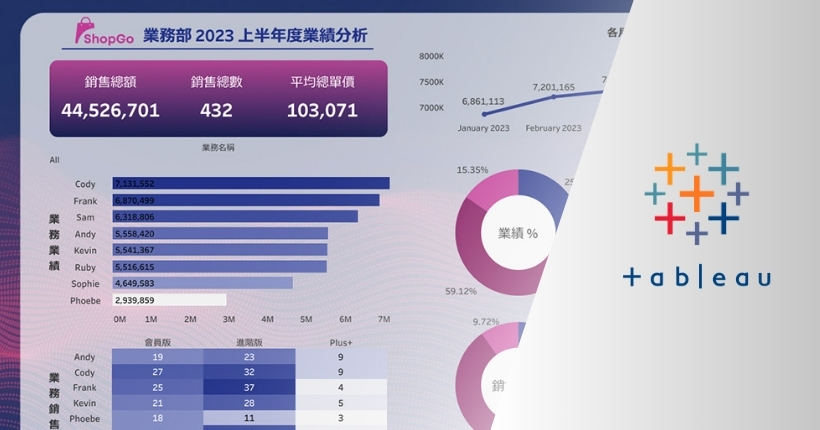 ShopGo
業務部 2023 上半年度業績分析
銷售總額 銷售總數 平均總單價
44,526,701 432 103,071
業務名稱
All
業務業績
Cody 7,131,552
Frank 6,870,499
Sam 6,318,806
Andy 5,558,420
Kevin 5,541,367
Ruby 5,516,615
Sophie 4,649,583
Phoebe 2,939,859
0M 1M 2M 3M 4M 5M 6M 7M
會員版 進階版 Plus+
業務銷售
Andy 19 23 9
Cody 27 32 9
Frank 25 37 4
Kevin 21 28 5
Phoebe 18 11 3
各
8000K
7500K
7000K
6,861,113 7,201,165 7
January 2023 February 2023
15.35%
業績 %
59.12%
9.72%
銷
tableau